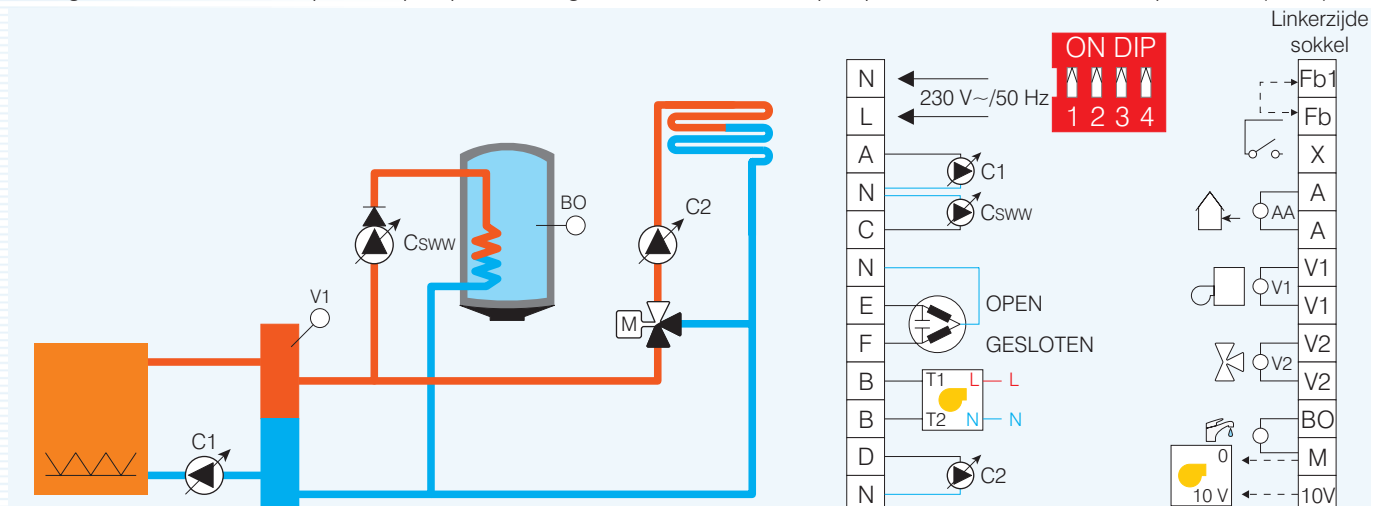 Linkerzijde
sokkel
ON DIP
1 2 3 4
N
L
A
N
C
N
E
F
B
B
D
N
230 V~/50 Hz
C1
Csww
OPEN
GESLOTEN
T1 L L
T2 N N
C2
Fb1
Fb
X
A
A
V1
V1
V2
V2
BO
M
10V
AA
V1
V2
0
10 V
V1
Csww
BO
C2
M
C1